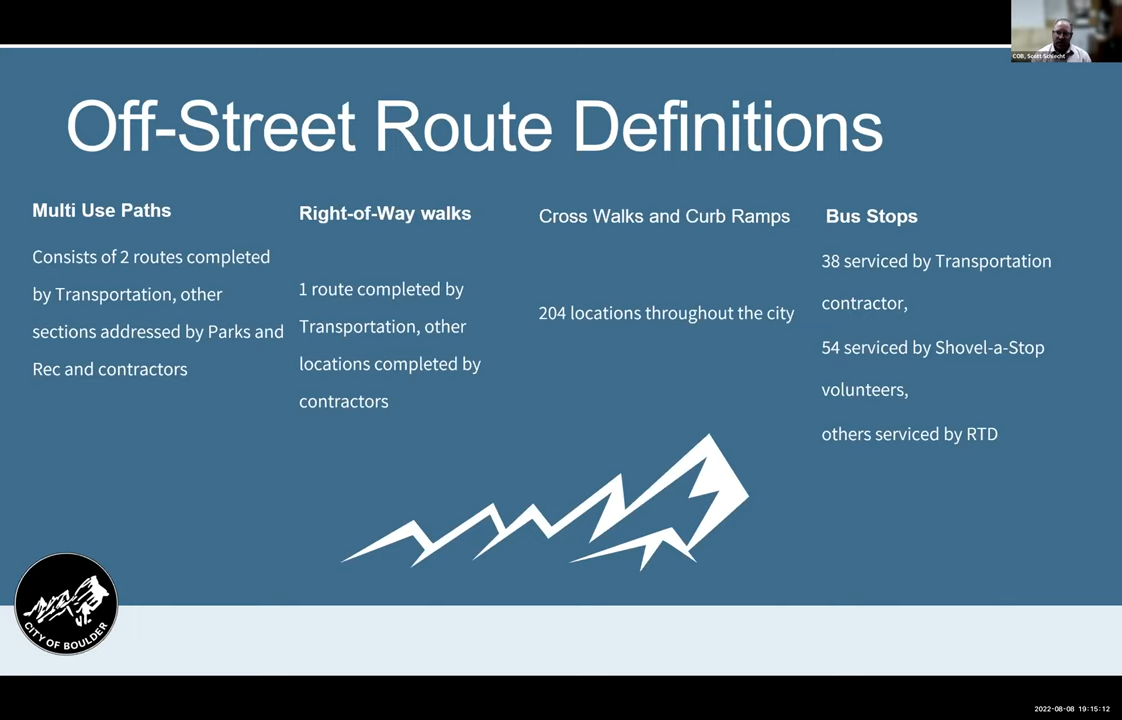 COB, Scott Schlecht
Off-Street Route Definitions
Multi Use Paths
Consists of 2 routes completed
by Transportation, other
sections addressed by Parks and
Rec and contractors
Right-of-Way walks
1 route completed by
Transportation, other
locations completed by
contractors
Cross Walks and Curb Ramps
204 locations throughout the city
Bus Stops
38 serviced by Transportation
contractor,
54 serviced by Shovel-a-Stop
volunteers,
others serviced by RTD
CITY OF BOULDER
2022-08-08 19:15:12